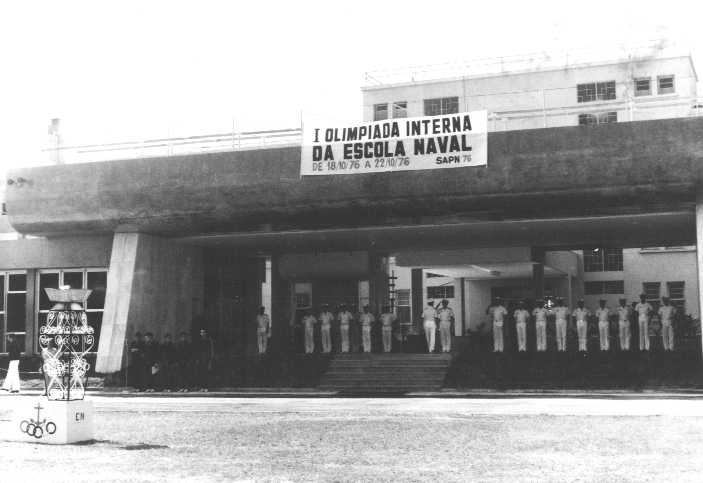 I OLIMPIADA INTERNA
DA ESCOLA NAVAL
DE 18/10/76 A 22/10/76 SAPN '76
EN